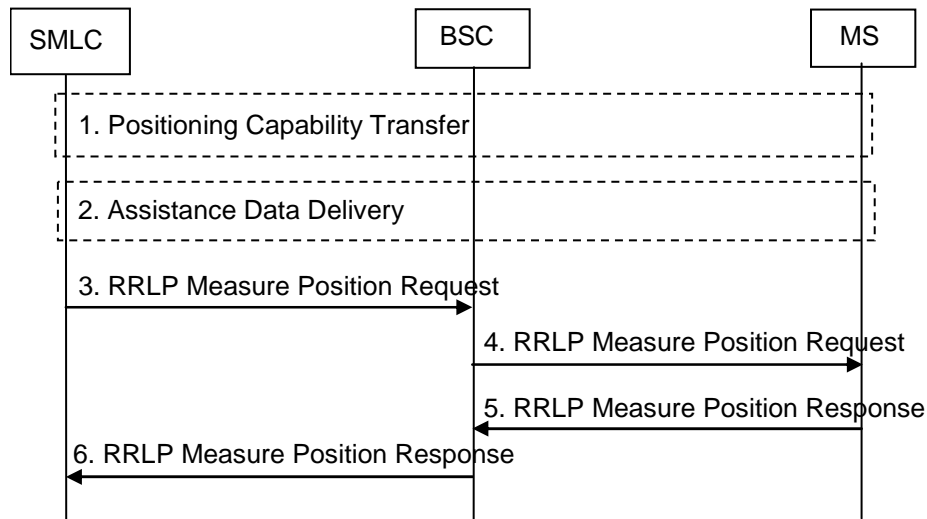 SMLC
BSC
MS
1. Positioning Capability Transfer
2. Assistance Data Delivery
3. RRLP Measure Position Request
4. RRLP Measure Position Request
5. RRLP Measure Position Response
6. RRLP Measure Position Response